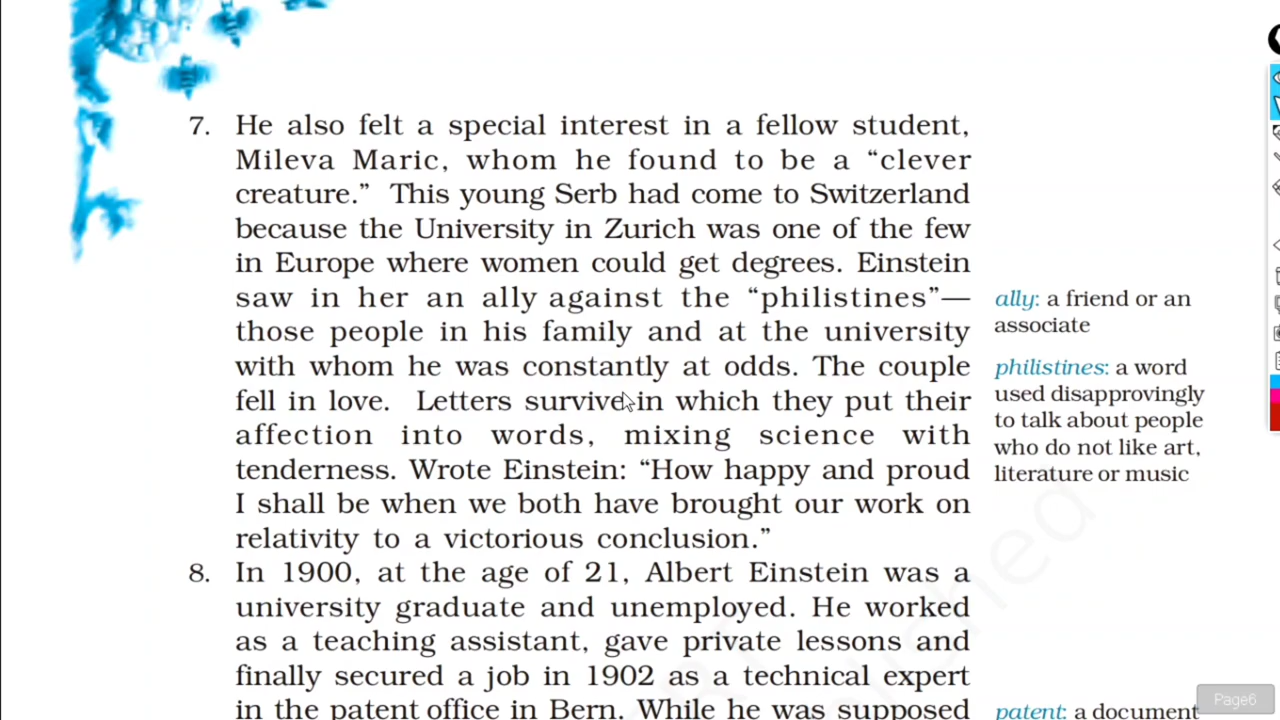 7. He also felt a special interest in a fellow student,
Mileva Maric, whom he found to be a “clever
creature.” This young Serb had come to Switzerland
because the University in Zurich was one of the few
in Europe where women could get degrees. Einstein
saw in her an ally against the “philistines”—
those people in his family and at the university
with whom he was constantly at odds. The couple
fell in love. Letters survive in which they put their
affection into words, mixing science with
tenderness. Wrote Einstein: “How happy and proud
I shall be when we both have brought our work on
relativity to a victorious conclusion.”
8. In 1900, at the age of 21, Albert Einstein was a
university graduate and unemployed. He worked
as a teaching assistant, gave private lessons and
finally secured a job in 1902 as a technical expert
in the patent office in Bern. While he was supposed
ally: a friend or an
associate
philistines: a word
used disapprovingly
to talk about people
who do not like art,
literature or music
patent: a document
Page6